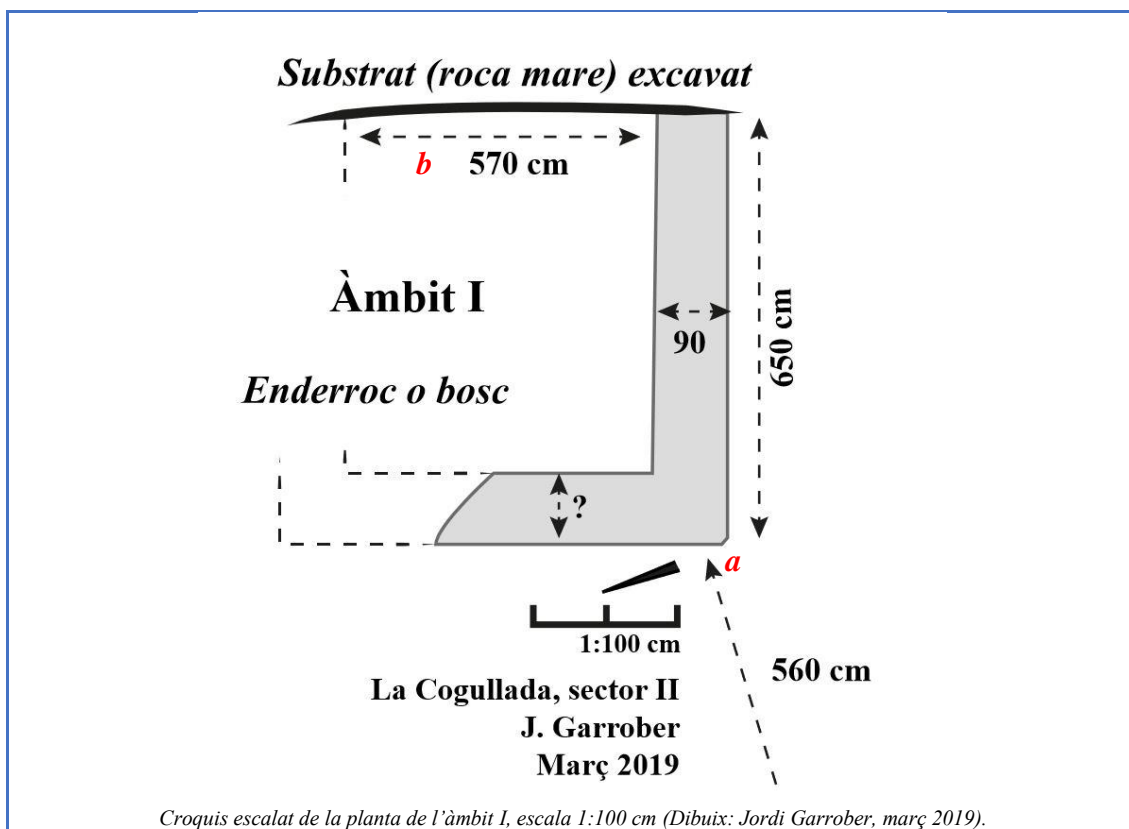 Substrat (roca mare) excavat
b 570 cm
Àmbit I
90
650 cm
Enderroc o bosc
?
a
1:100 cm
560 cm
La Cogullada, sector II
J. Garrober
Març 2019
Croquis escalat de la planta de l’àmbit I, escala 1:100 cm (Dibuix: Jordi Garrober, març 2019).